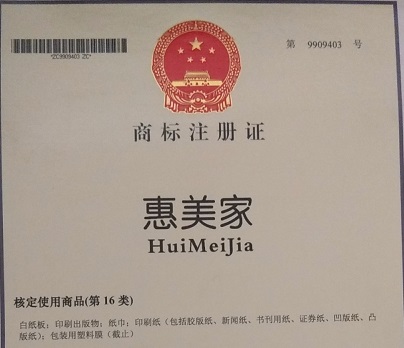 第 9909403 号
*ZC9909403 ZC*
商标注册证
惠美家
HuiMeiJia
核定使用商品(第 16 类)
白纸板；印刷出版物；纸巾；印刷纸（包括胶版纸、新闻纸、书刊用纸、证券纸、凹版纸、凸
版纸）；包装用塑料膜（截止）